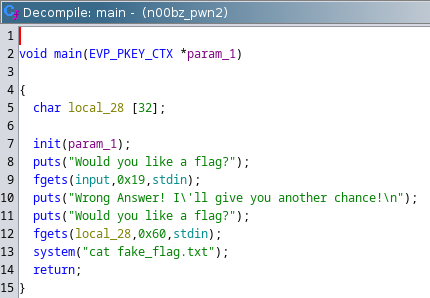 Decompile: main - (n00bz_pwn2)
1
2 void main(EVP_PKEY_CTX *param_1)
3
4 {
5 char local_28 [32];
6
7 init(param_1);
8 puts("Would you like a flag?");
9 fgets(input,0x19,stdin);
10 puts("Wrong Answer! I\'ll give you another chance!\n");
11 puts("Would you like a flag?");
12 fgets(local_28,0x60,stdin);
13 system("cat fake_flag.txt");
14 return;
15 }